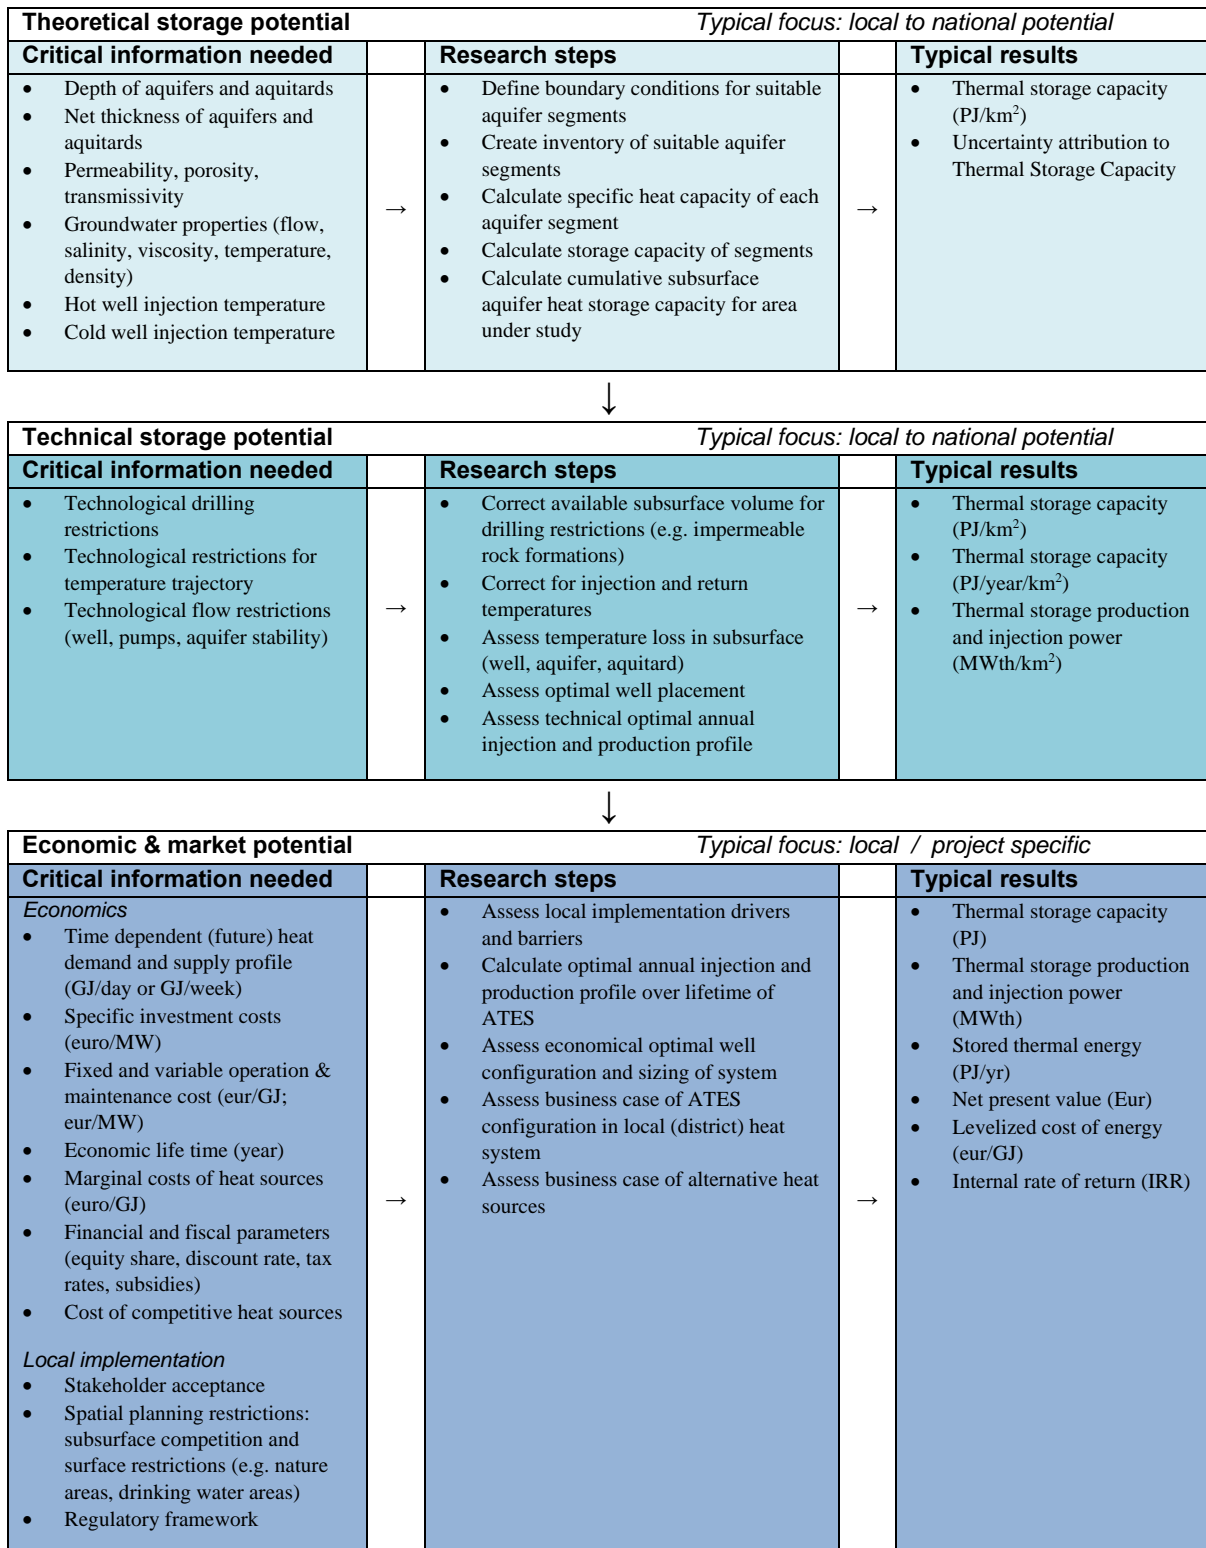 Theoretical storage potential
Typical focus: local to national potential
Critical information needed
Research steps
Typical results
• Depth of aquifers and aquitards
• Net thickness of aquifers and
aquitards
• Permeability, porosity,
transmissivity
• Groundwater properties (flow,
salinity, viscosity, temperature,
density)
• Hot well injection temperature
• Cold well injection temperature
→
• Define boundary conditions for suitable
aquifer segments
• Create inventory of suitable aquifer
segments
• Calculate specific heat capacity of each
aquifer segment
• Calculate storage capacity of segments
• Calculate cumulative subsurface
aquifer heat storage capacity for area
under study
→
• Thermal storage capacity
(PJ/km²)
• Uncertainty attribution to
Thermal Storage Capacity
↓
Technical storage potential
Typical focus: local to national potential
Critical information needed
Research steps
Typical results
• Technological drilling
restrictions
• Technological restrictions for
temperature trajectory
• Technological flow restrictions
(well, pumps, aquifer stability)
→
• Correct available subsurface volume for
drilling restrictions (e.g. impermeable
rock formations)
• Correct for injection and return
temperatures
• Assess temperature loss in subsurface
(well, aquifer, aquitard)
• Assess optimal well placement
• Assess technical optimal annual
injection and production profile
→
• Thermal storage capacity
(PJ/km²)
• Thermal storage capacity
(PJ/year/km²)
• Thermal storage production
and injection power
(MWth/km²)
↓
Economic & market potential
Typical focus: local / project specific
Critical information needed
Research steps
Typical results
Economics
• Time dependent (future) heat
demand and supply profile
(GJ/day or GJ/week)
• Specific investment costs
(euro/MW)
• Fixed and variable operation &
maintenance cost (eur/GJ;
eur/MW)
• Economic life time (year)
• Marginal costs of heat sources
(euro/GJ)
• Financial and fiscal parameters
(equity share, discount rate, tax
rates, subsidies)
• Cost of competitive heat sources
Local implementation
• Stakeholder acceptance
• Spatial planning restrictions:
subsurface competition and
surface restrictions (e.g. nature
areas, drinking water areas)
• Regulatory framework
→
• Assess local implementation drivers
and barriers
• Calculate optimal annual injection and
production profile over lifetime of
ATES
• Assess economical optimal well
configuration and sizing of system
• Assess business case of ATES
configuration in local (district) heat
system
• Assess business case of alternative heat
sources
→
• Thermal storage capacity
(PJ)
• Thermal storage production
and injection power
(MWth)
• Stored thermal energy
(PJ/yr)
• Net present value (Eur)
• Levelized cost of energy
(eur/GJ)
• Internal rate of return (IRR)